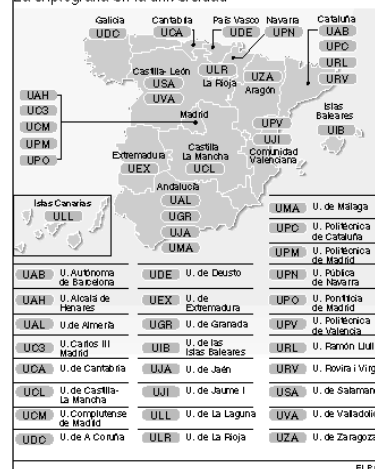 Galicia
UDC
Cantabria
UCA
País Vasco
UDE
Navarra
UPN
Cataluña
UAB
UPC
URL
URV
Castilla-León
USA
UVA
ULR
La Rioja
UZA
Aragón
UAH
UC3
UCM
UPM
UPO
Madrid
Islas
Baleares
UIB
UPV
UJI
Comunidad
Valenciana
Extremadura
UEX
Castilla
La Mancha
UCL
Andalucía
UAL
UGR
UJA
UMA
Islas Canarias
ULL
UMA U. de Málaga
UPC U. Politécnica
de Cataluña
UPM U. Politécnica
de Madrid
UAB U. Autónoma
de Barcelona
UDE U. de Deusto
UPN U. Pública
de Navarra
UAH U. Alcalá de
Henares
UEX U. de
Extremadura
UPO U. Pontificia
de Madrid
UAL U. de Almería
UGR U. de Granada
UPV U. Politécnica
de Valencia
UC3 U. Carlos III
Madrid
UIB U. de las
Islas Baleares
URL U. Ramón Llull
UCA U. de Cantabria
UJA U. de Jaén
URV U. Rovira i Virg
UCL U. de Castilla-
La Mancha
UJI U. de Jaume I
USA U. de Salaman
UCM U. Complutense
de Madrid
ULL U. de La Laguna
UVA U. de Valladoli
UDC U. de A Coruña
ULR U. de La Rioja
UZA U. de Zaragoza